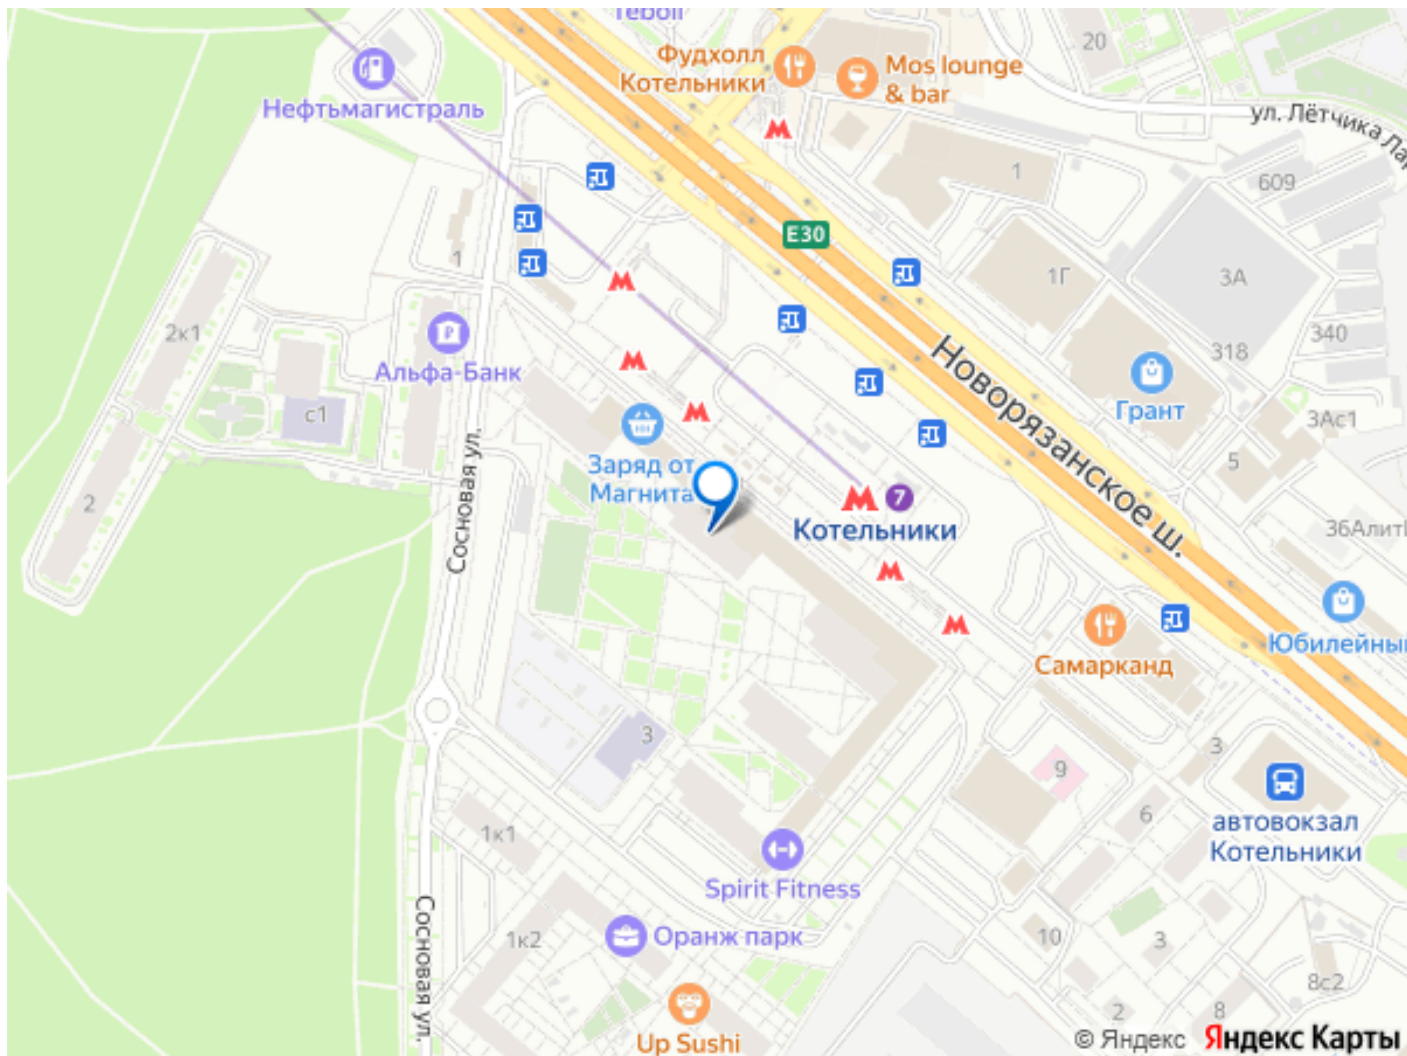 Teboil
20
Фудхолл
Котельники
Mos lounge
& bar
Нефтьмагистраль
ул. Лётчика Лар
609
1
E30
1
1Г
3А
2к1
340
318
Альфа-Банк
с1
Грант
3Ас1
Новорязанское ш.
Заряд от
Магнита
5
7
Котельники
2
Сосновая ул.
36Алит
Юбилейны
Самарканд
3
9
3
6
автовокзал
Котельники
1к1
Spirit Fitness
Сосновая ул.
1к2
Оранж парк
10
3
8с2
2
8
Up Sushi
© Яндекс Яндекс Карты